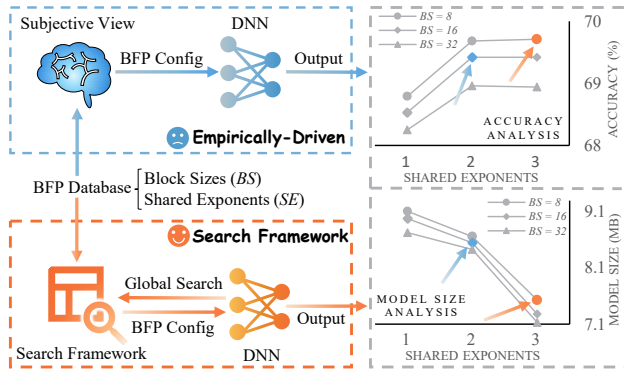 Subjective View
DNN
BFP Config
Output
Empirically-Driven
BFP Database
Block Sizes (BS)
Shared Exponents (SE)
Search Framework
Global Search
BFP Config
Output
Search Framework
DNN
BS = 8
BS = 16
BS = 32
70
69
68
ACCURACY (%)
ACCURACY
ANALYSIS
1 2 3
SHARED EXPONENTS
BS = 8
BS = 16
BS = 32
9.1
8.1
7.1
MODEL SIZE (MB)
MODEL SIZE
ANALYSIS
1 2 3
SHARED EXPONENTS